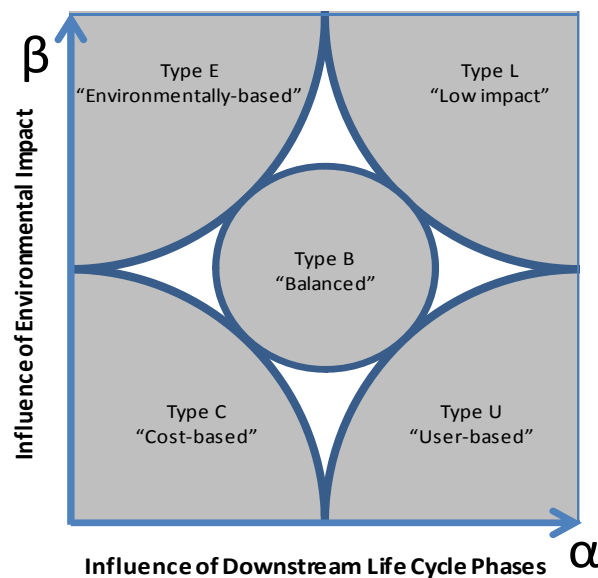 β
Influence of Environmental Impact
Type E
“Environmentally-based”
Type L
“Low impact”
Type B
“Balanced”
Type C
“Cost-based”
Type U
“User-based”
Influence of Downstream Life Cycle Phases
α